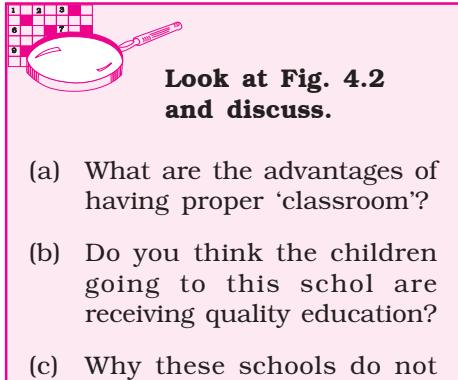 1 2 3
6 7
9
Look at Fig. 4.2
and discuss.
(a) What are the advantages of
having proper ‘classroom’?
(b) Do you think the children
going to this schol are
receiving quality education?
(c) Why these schools do not